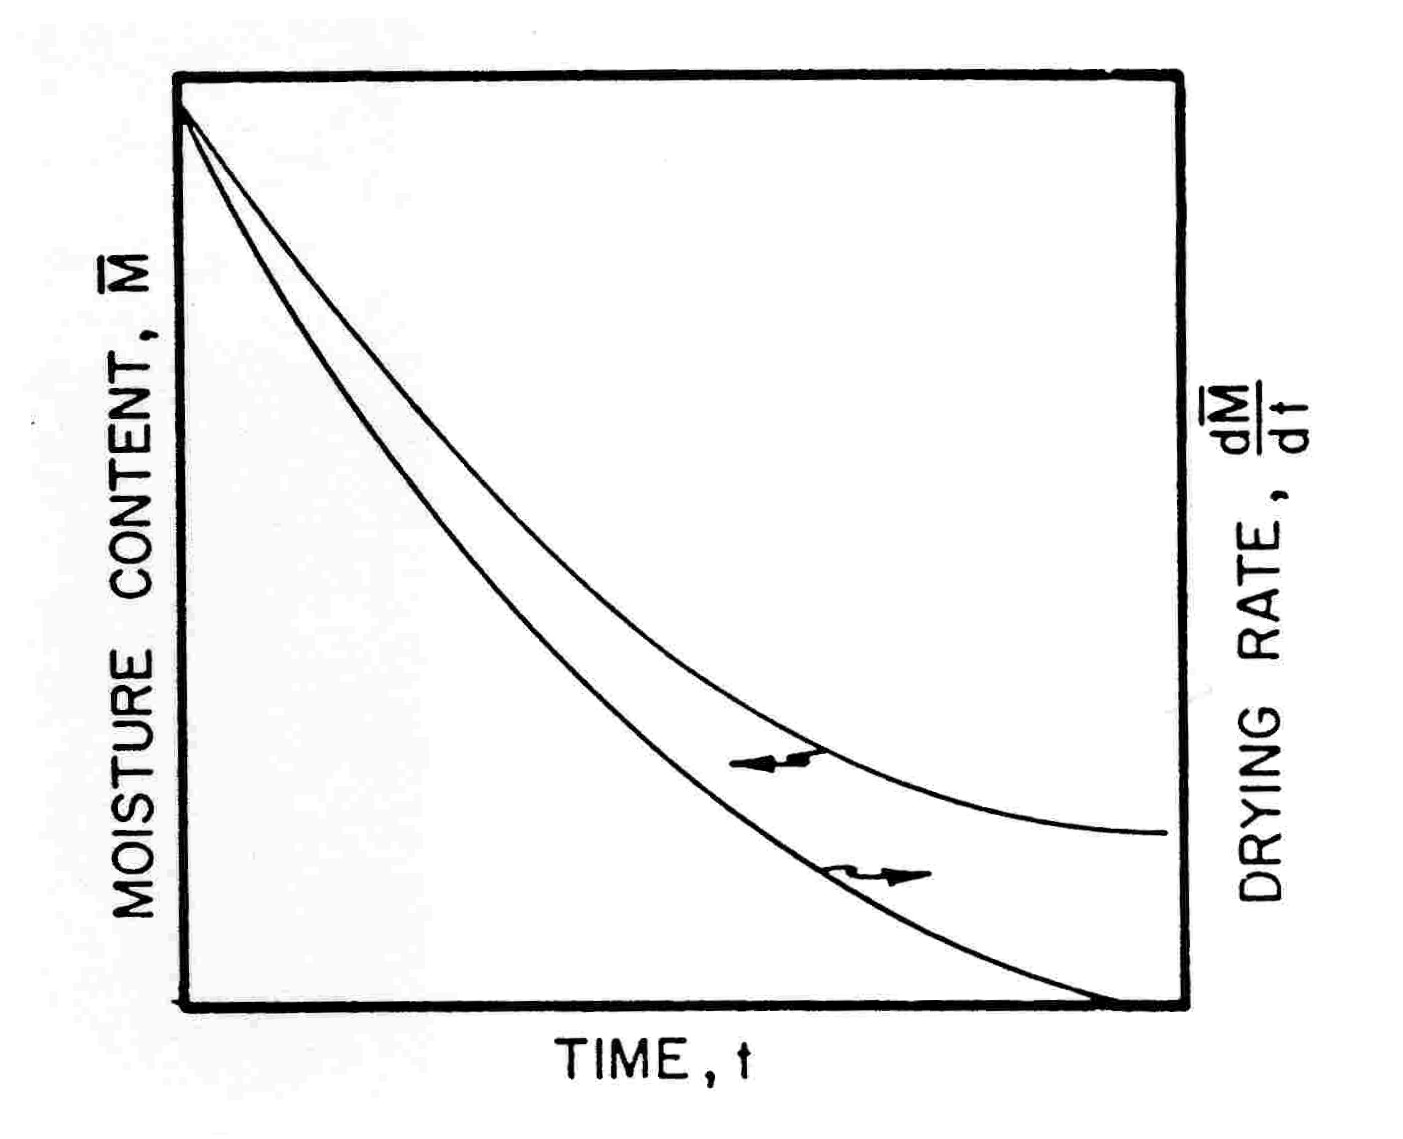 MOISTURE CONTENT, M̅
DRYING RATE, dM̅/dt
TIME, t